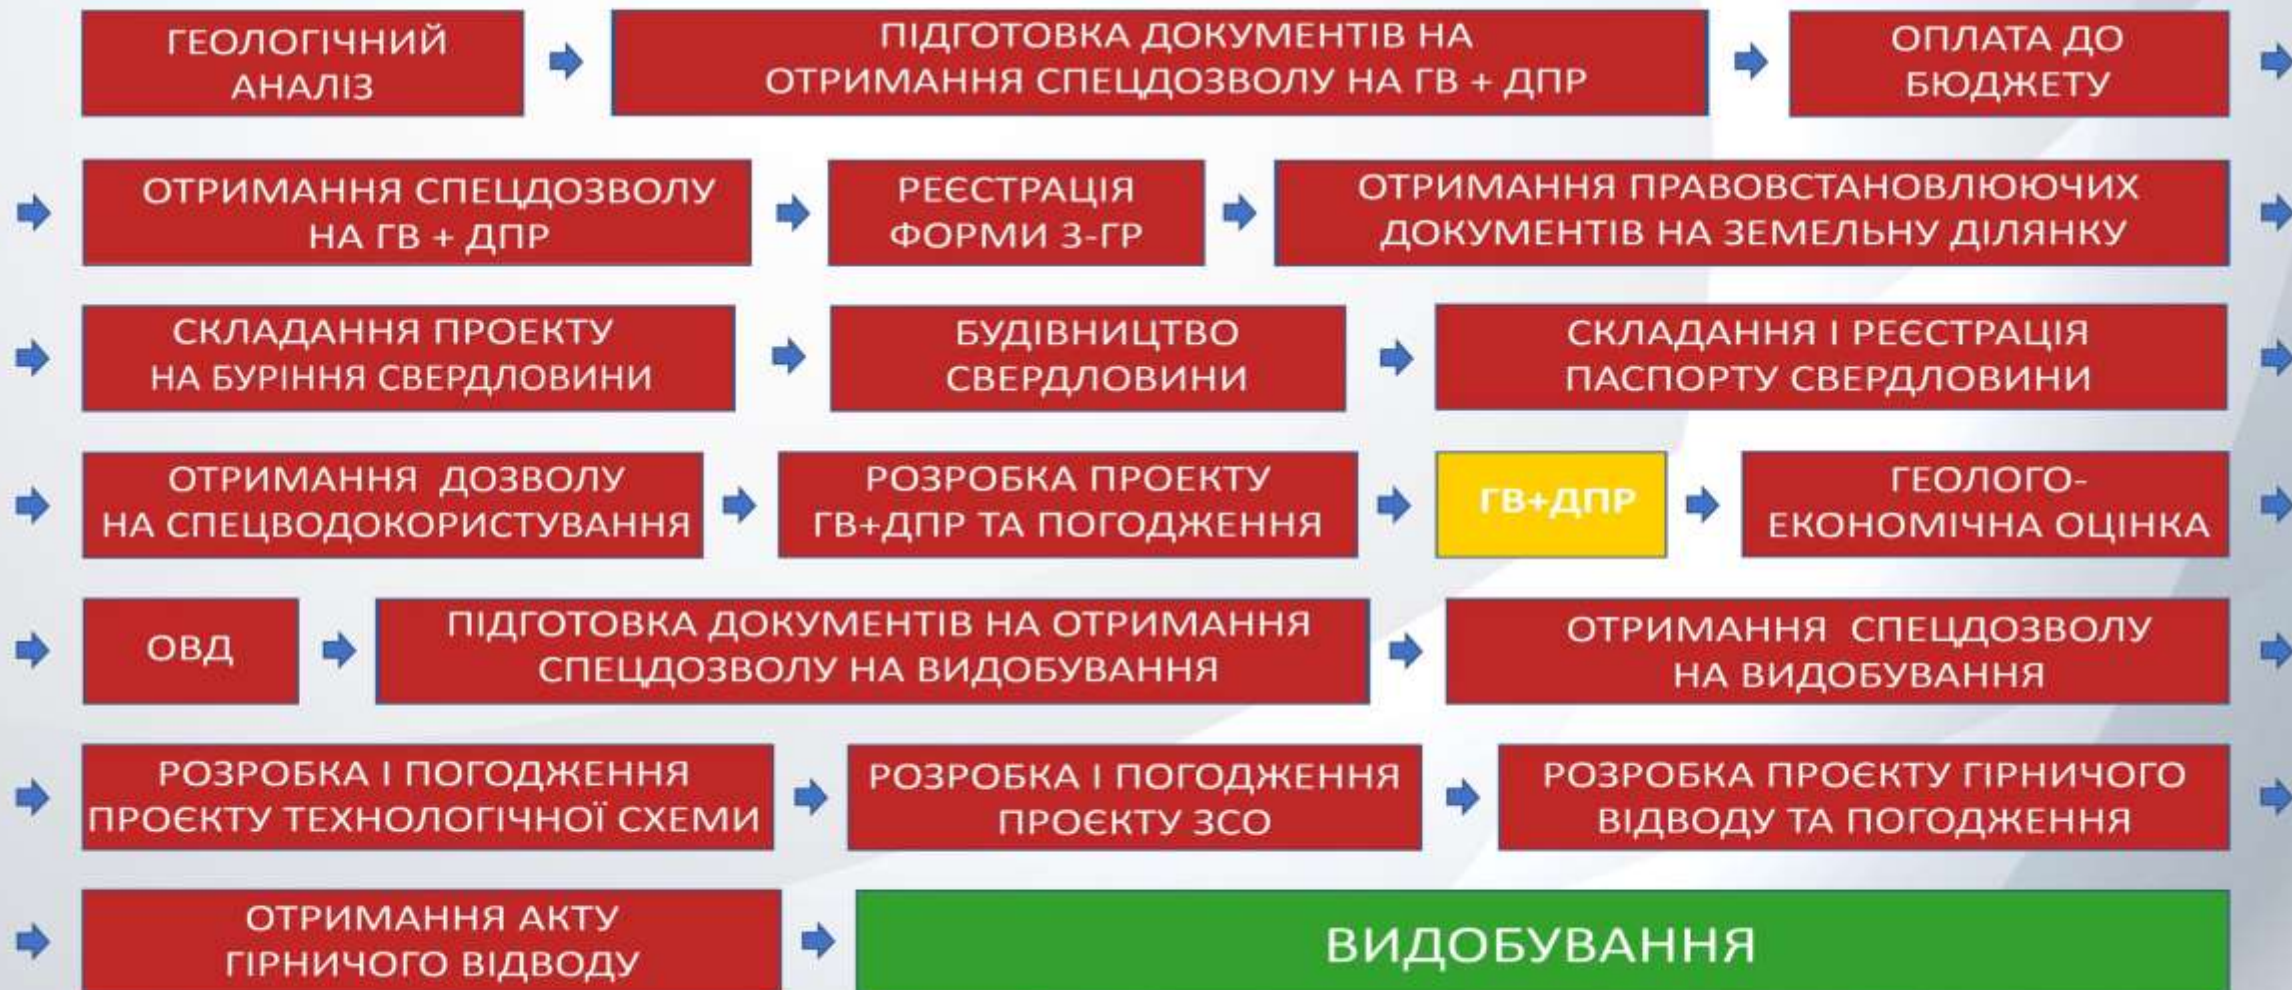 ГЕОЛОГІЧНИЙ
АНАЛІЗ
ПІДГОТОВКА ДОКУМЕНТІВ НА
ОТРИМАННЯ СПЕЦДОЗВОЛУ НА ГВ + ДПР
ОПЛАТА ДО
БЮДЖЕТУ
ОТРИМАННЯ СПЕЦДОЗВОЛУ
НА ГВ + ДПР
РЕЄСТРАЦІЯ
ФОРМИ 3-ГР
ОТРИМАННЯ ПРАВОВСТАНОВЛЮЮЧИХ
ДОКУМЕНТІВ НА ЗЕМЕЛЬНУ ДІЛЯНКУ
СКЛАДАННЯ ПРОЕКТУ
НА БУРІННЯ СВЕРДЛОВИНИ
БУДІВНИЦТВО
СВЕРДЛОВИНИ
СКЛАДАННЯ І РЕЄСТРАЦІЯ
ПАСПОРТУ СВЕРДЛОВИНИ
ОТРИМАННЯ ДОЗВОЛУ
НА СПЕЦВОДОКОРИСТУВАННЯ
РОЗРОБКА ПРОЕКТУ
ГВ+ДПР ТА ПОГОДЖЕННЯ
ГВ+ДПР
ГЕОЛОГО-
ЕКОНОМІЧНА ОЦІНКА
ОВД
ПІДГОТОВКА ДОКУМЕНТІВ НА ОТРИМАННЯ
СПЕЦДОЗВОЛУ НА ВИДОБУВАННЯ
ОТРИМАННЯ СПЕЦДОЗВОЛУ
НА ВИДОБУВАННЯ
РОЗРОБКА І ПОГОДЖЕННЯ
ПРОЄКТУ ТЕХНОЛОГІЧНОЇ СХЕМИ
РОЗРОБКА І ПОГОДЖЕННЯ
ПРОЄКТУ ЗСО
РОЗРОБКА ПРОЄКТУ ГІРНИЧОГО
ВІДВОДУ ТА ПОГОДЖЕННЯ
ОТРИМАННЯ АКТУ
ГІРНИЧОГО ВІДВОДУ
ВИДОБУВАННЯ